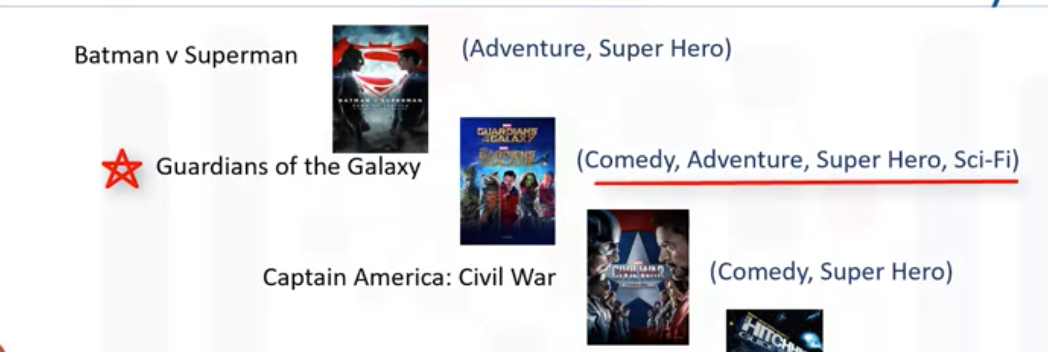 Batman v Superman
(Adventure, Super Hero)
BATMAN V SUPERMAN
Guardians of the Galaxy
GUARDIANS
OF THE
GALAXY
(Comedy, Adventure, Super Hero, Sci-Fi)
Captain America: Civil War
CIVIL WAR
(Comedy, Super Hero)